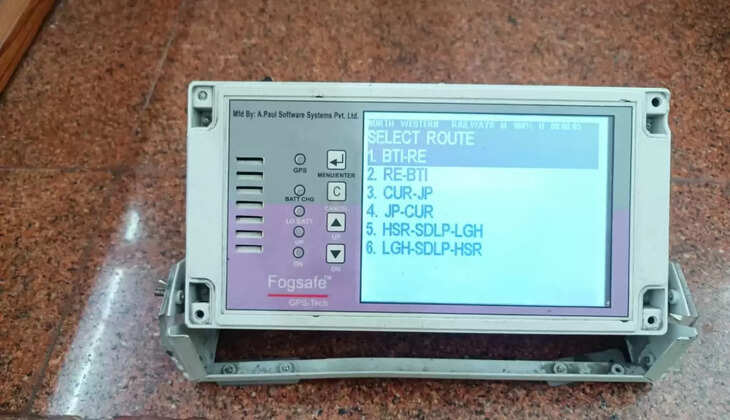 Mfd By: A.Paul Software Systems Pvt. Ltd.
GPS
MENU/ENTER
BATT CHG
C
CANCEL
LO BATT
UP
UP
ON
DN
Fogsafe™
GPS-Tech
NORTH WESTERN RAILWAYS
SELECT ROUTE
1. BTI-RE
2. RE-BTI
3. CUR-JP
4. JP-CUR
5. HSR-SDLP-LGH
6. LGH-SDLP-HSR